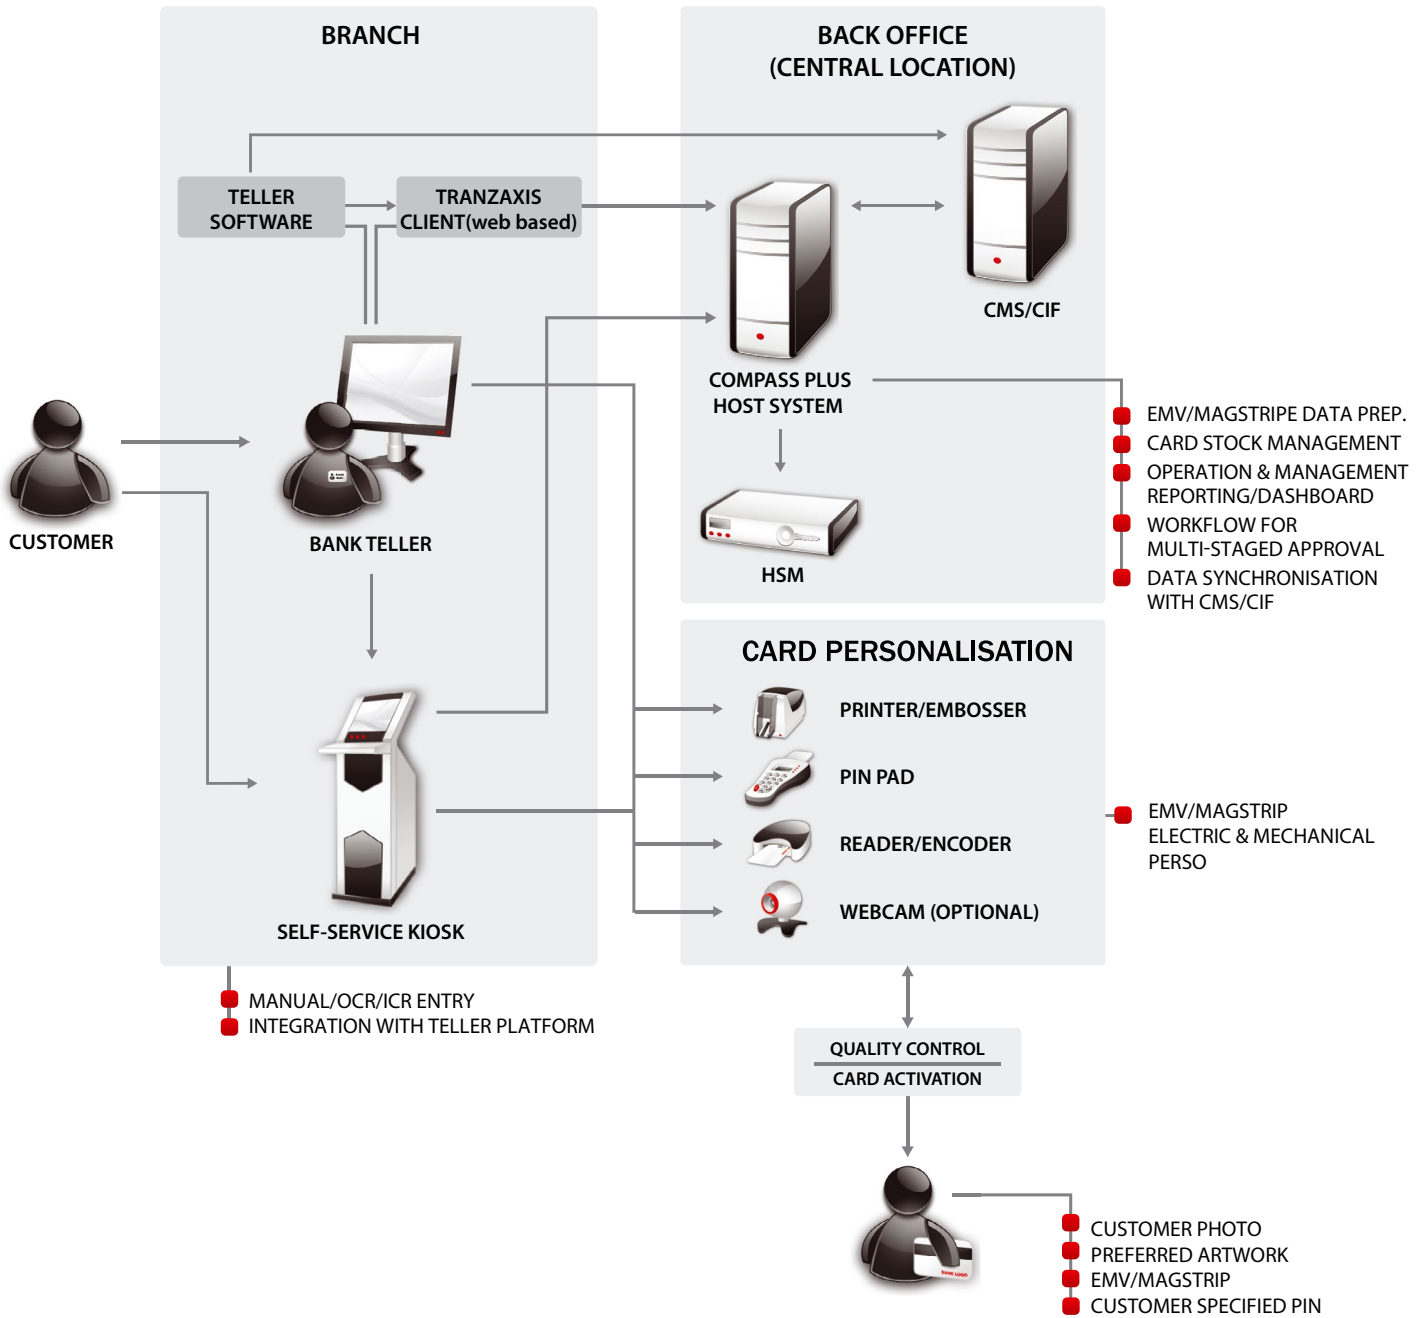 BRANCH
BACK OFFICE
(CENTRAL LOCATION)
TELLER
SOFTWARE
TRANZAXIS
CLIENT(web based)
CMS/CIF
COMPASS PLUS
HOST SYSTEM
HSM
CUSTOMER
BANK TELLER
EMV/MAGSTRIPE DATA PREP.
CARD STOCK MANAGEMENT
OPERATION & MANAGEMENT
REPORTING/DASHBOARD
WORKFLOW FOR
MULTI-STAGED APPROVAL
DATA SYNCHRONISATION
WITH CMS/CIF
CARD PERSONALISATION
PRINTER/EMBOSSER
PIN PAD
READER/ENCODER
WEBCAM (OPTIONAL)
EMV/MAGSTRIP
ELECTRIC & MECHANICAL
PERSO
SELF-SERVICE KIOSK
MANUAL/OCR/ICR ENTRY
INTEGRATION WITH TELLER PLATFORM
QUALITY CONTROL
CARD ACTIVATION
BANK LOGO
CUSTOMER PHOTO
PREFERRED ARTWORK
EMV/MAGSTRIP
CUSTOMER SPECIFIED PIN